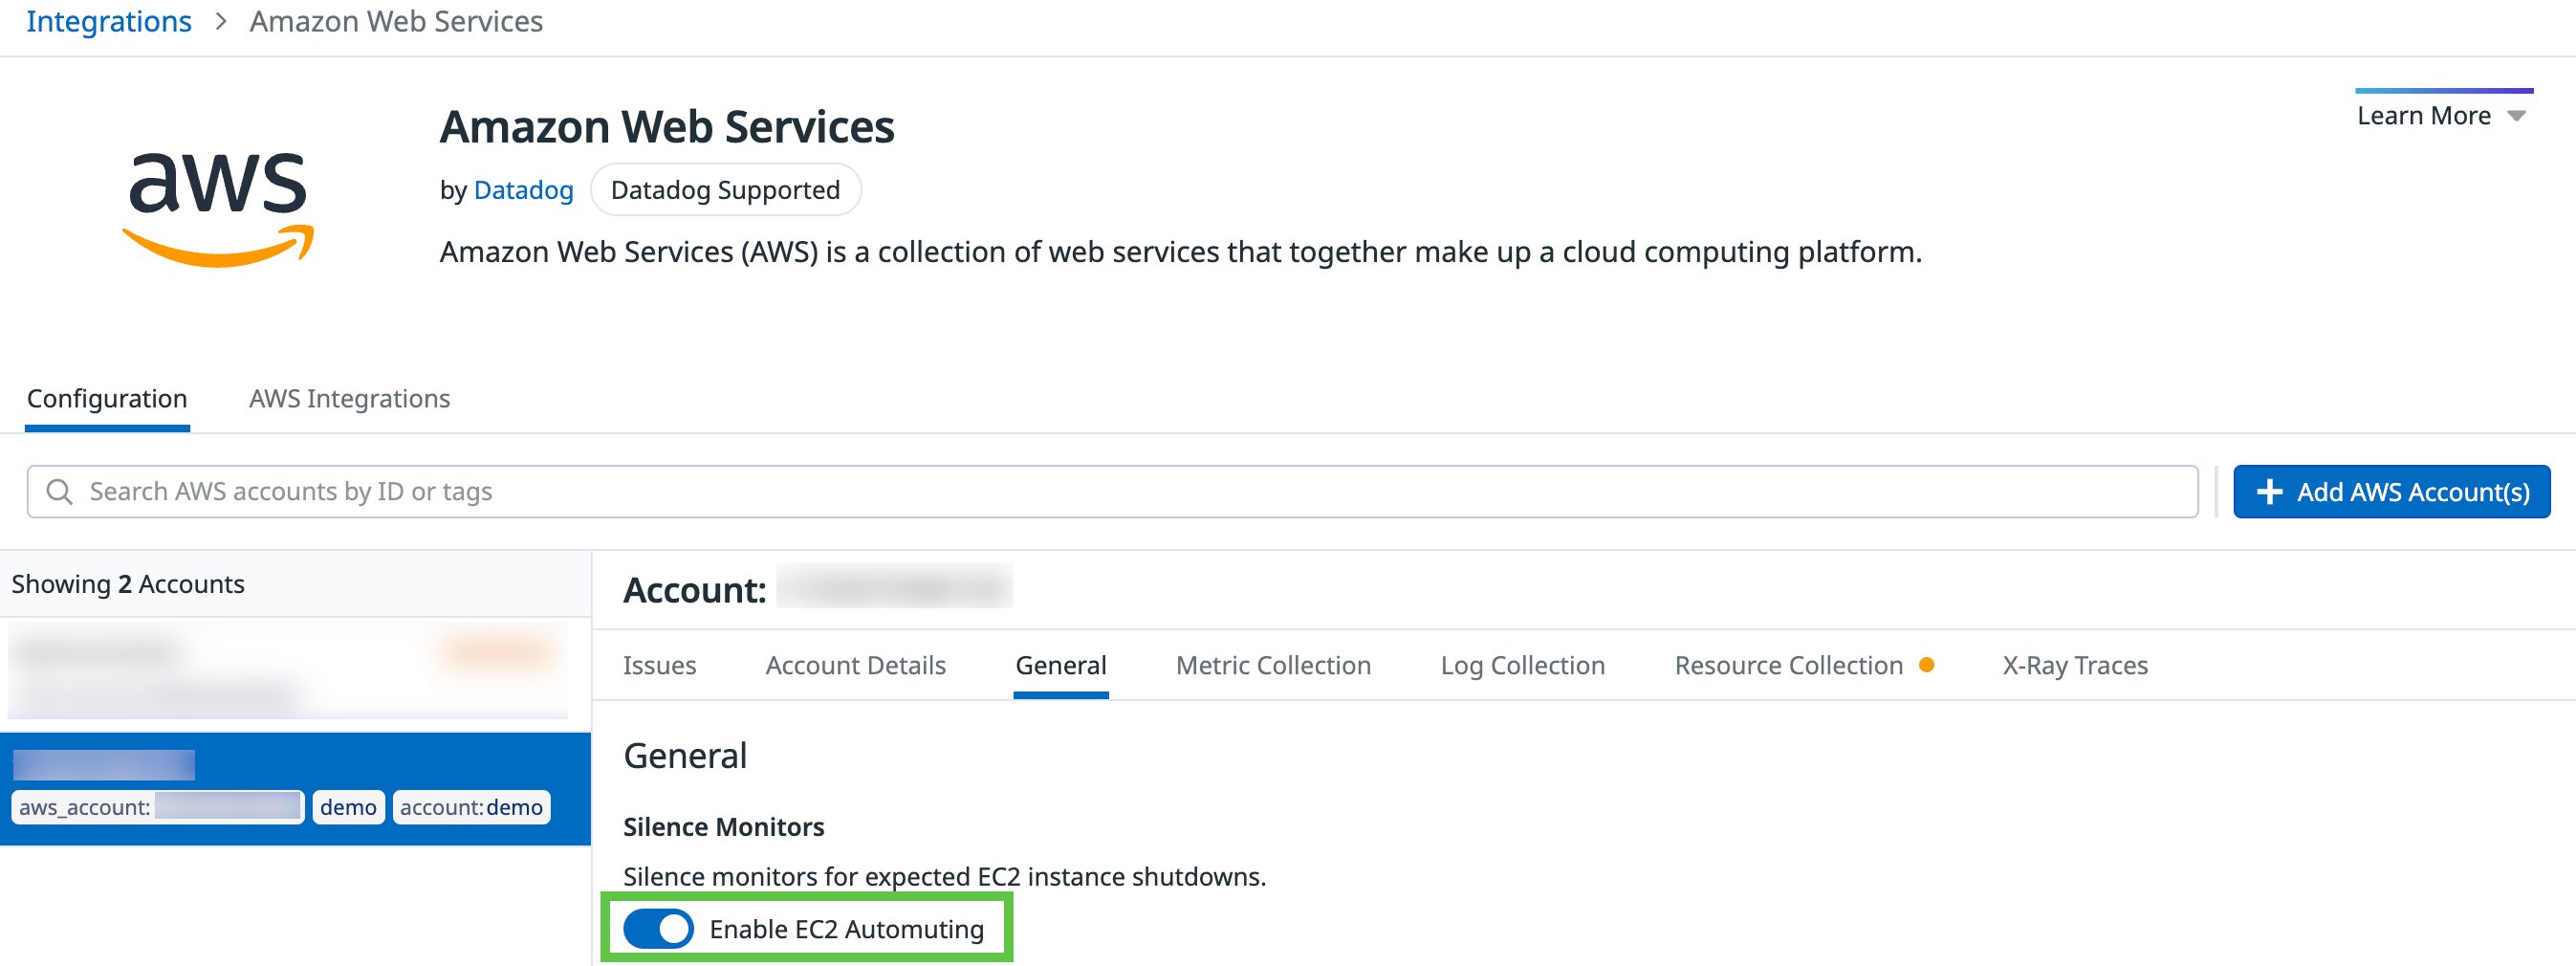 Integrations > Amazon Web Services
Learn More
aws
Amazon Web Services
by Datadog Datadog Supported
Amazon Web Services (AWS) is a collection of web services that together make up a cloud computing platform.
Configuration AWS Integrations
Search AWS accounts by ID or tags
Add AWS Account(s)
Showing 2 Accounts
aws_account:
demo
account:demo
Account:
Issues Account Details General Metric Collection Log Collection Resource Collection X-Ray Traces
General
Silence Monitors
Silence monitors for expected EC2 instance shutdowns.
Enable EC2 Automuting